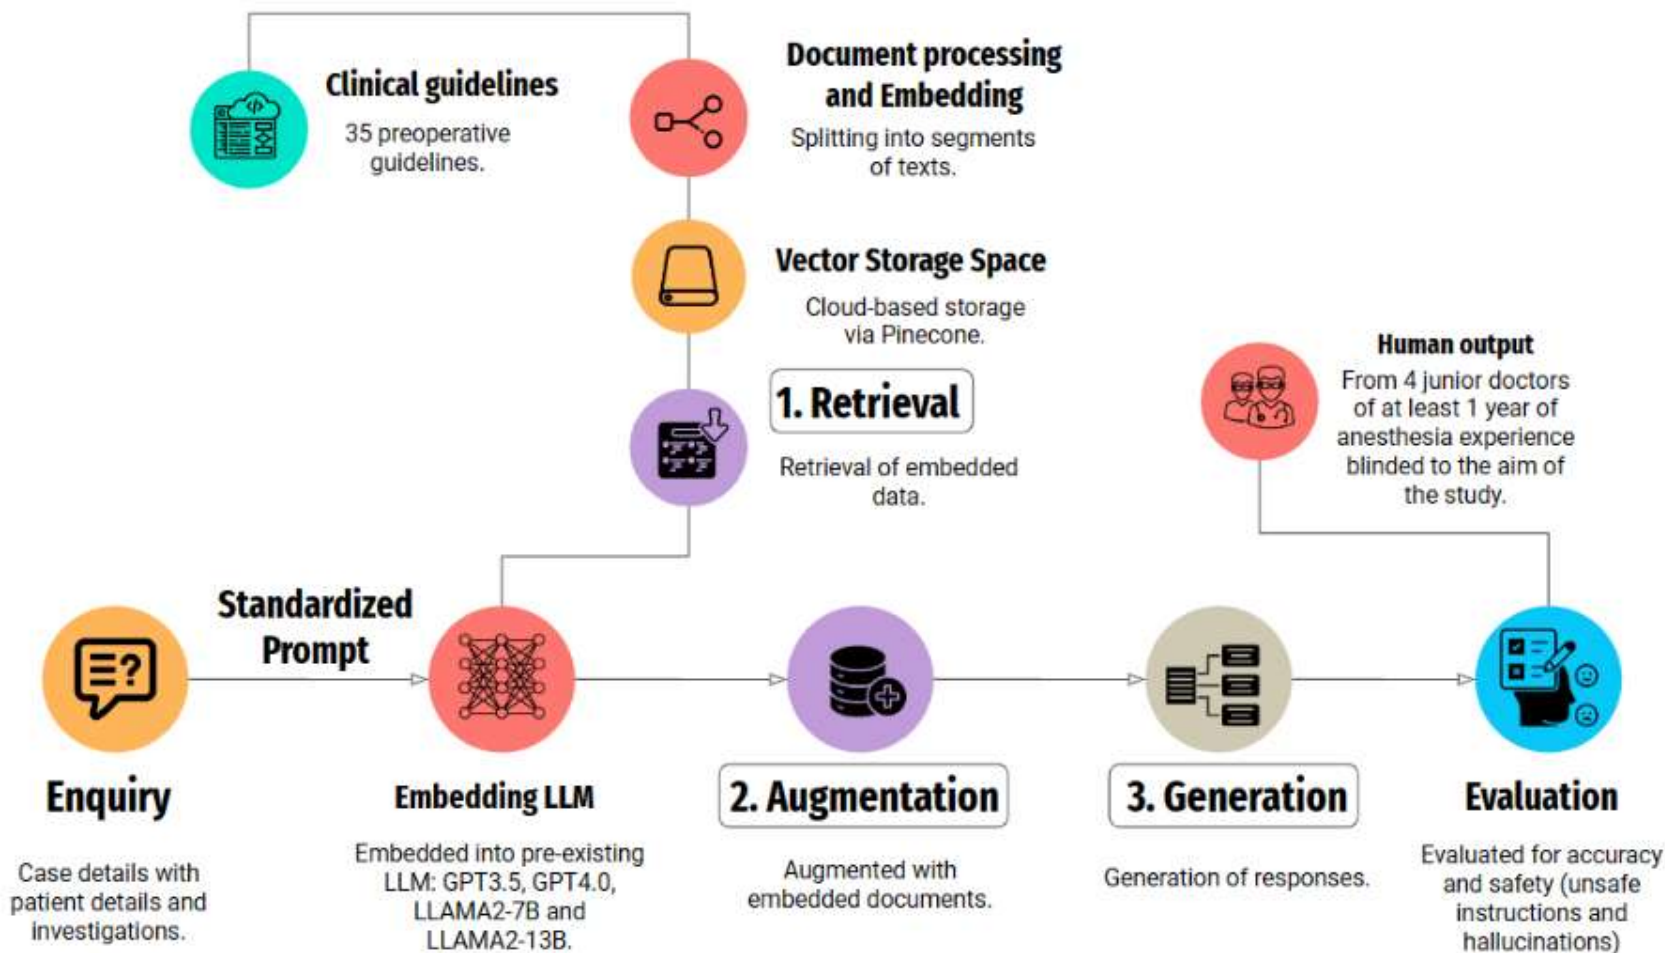 Clinical guidelines
35 preoperative
guidelines.
Document processing
and Embedding
Splitting into segments
of texts.
Vector Storage Space
Cloud-based storage
via Pinecone.
1. Retrieval
Retrieval of embedded
data.
Human output
From 4 junior doctors
of at least 1 year of
anesthesia experience
blinded to the aim of
the study.
Standardized
Prompt
Enquiry
Case details with
patient details and
investigations.
Embedding LLM
Embedded into pre-existing
LLM: GPT3.5, GPT4.0,
LLAMA2-7B and
LLAMA2-13B.
2. Augmentation
Augmented with
embedded documents.
3. Generation
Generation of responses.
Evaluation
Evaluated for accuracy
and safety (unsafe
instructions and
hallucinations)